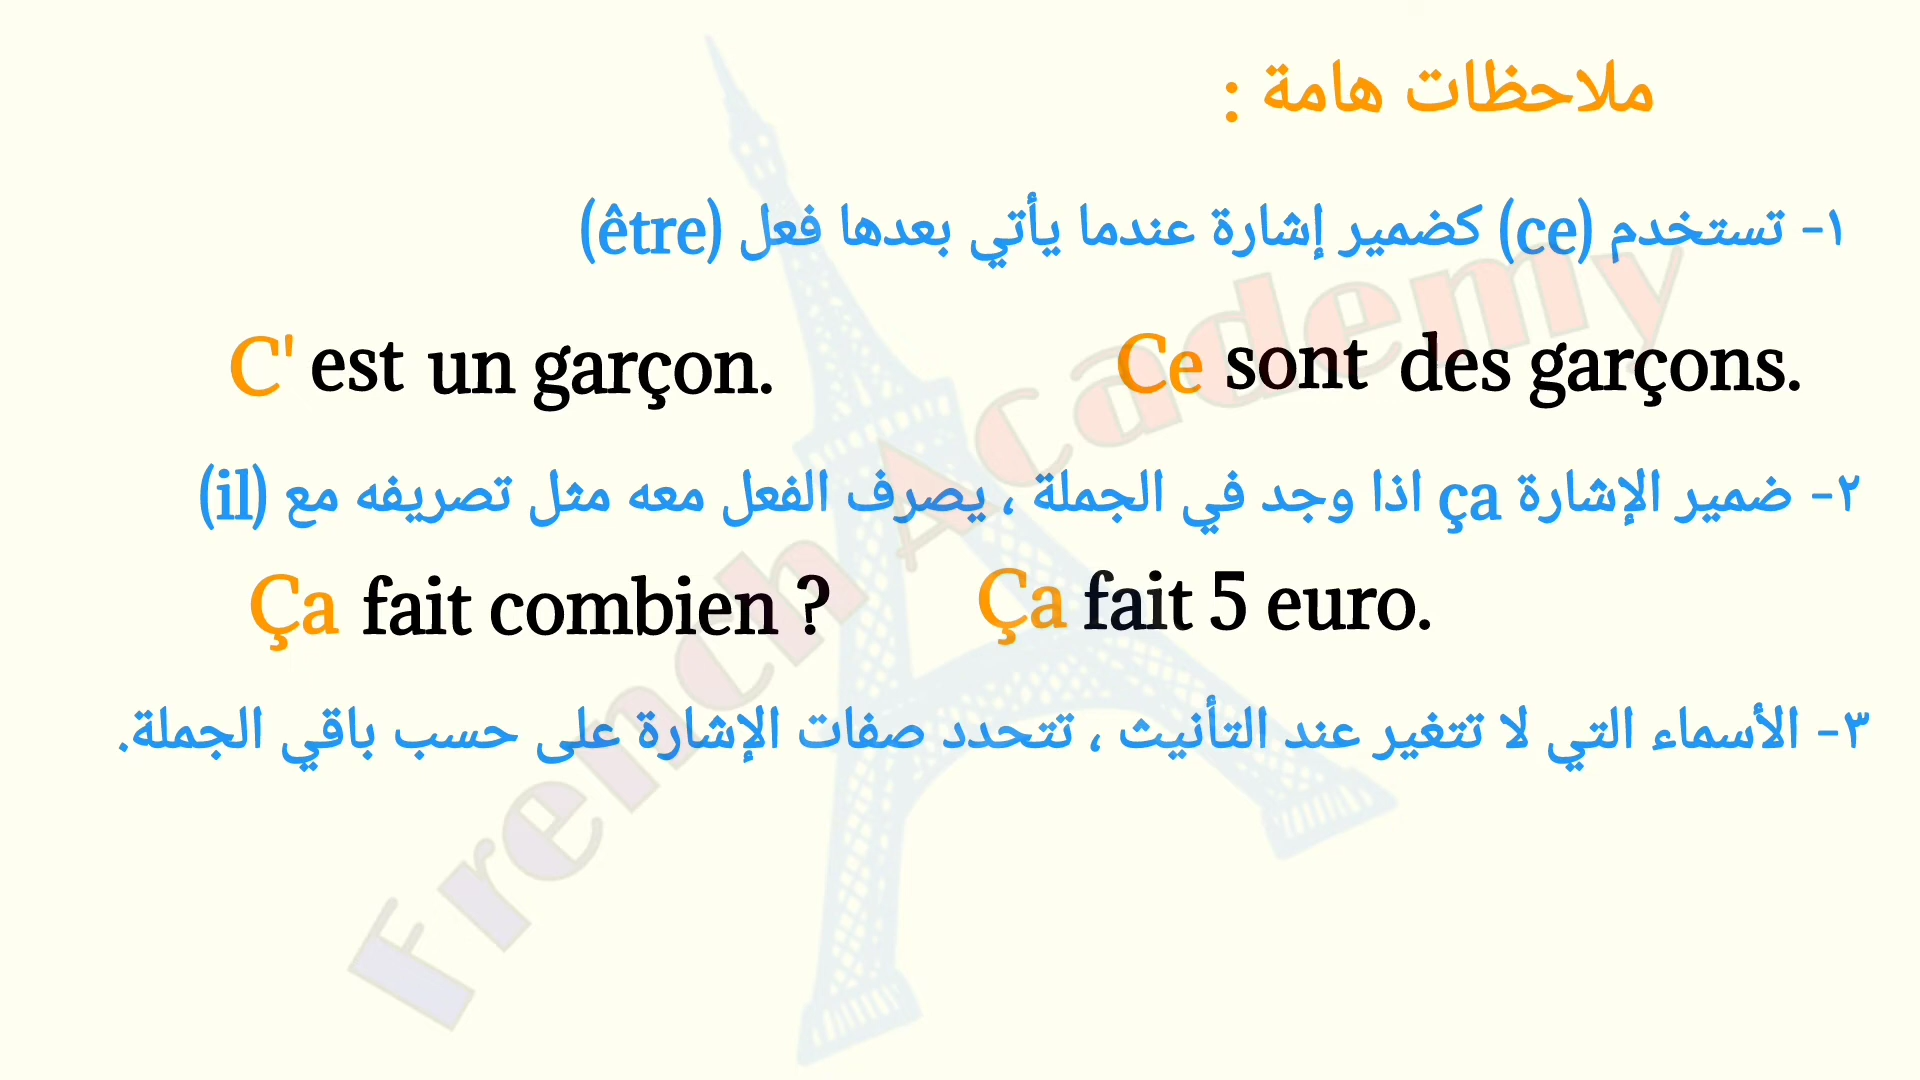 ملاحظات هامة :
١- تستخدم (ce) كضمير إشارة عندما يأتي بعدها فعل (être)
C' est un garçon. Ce sont des garçons.
٢- ضمير الإشارة ça اذا وجد في الجملة ، يصرف الفعل معه مثل تصريفه مع (il)
Ça fait combien ? Ça fait 5 euro.
٣- الأسماء التي لا تتغير عند التأنيث ، تتحدد صفات الإشارة على حسب باقي الجملة.
French Academy